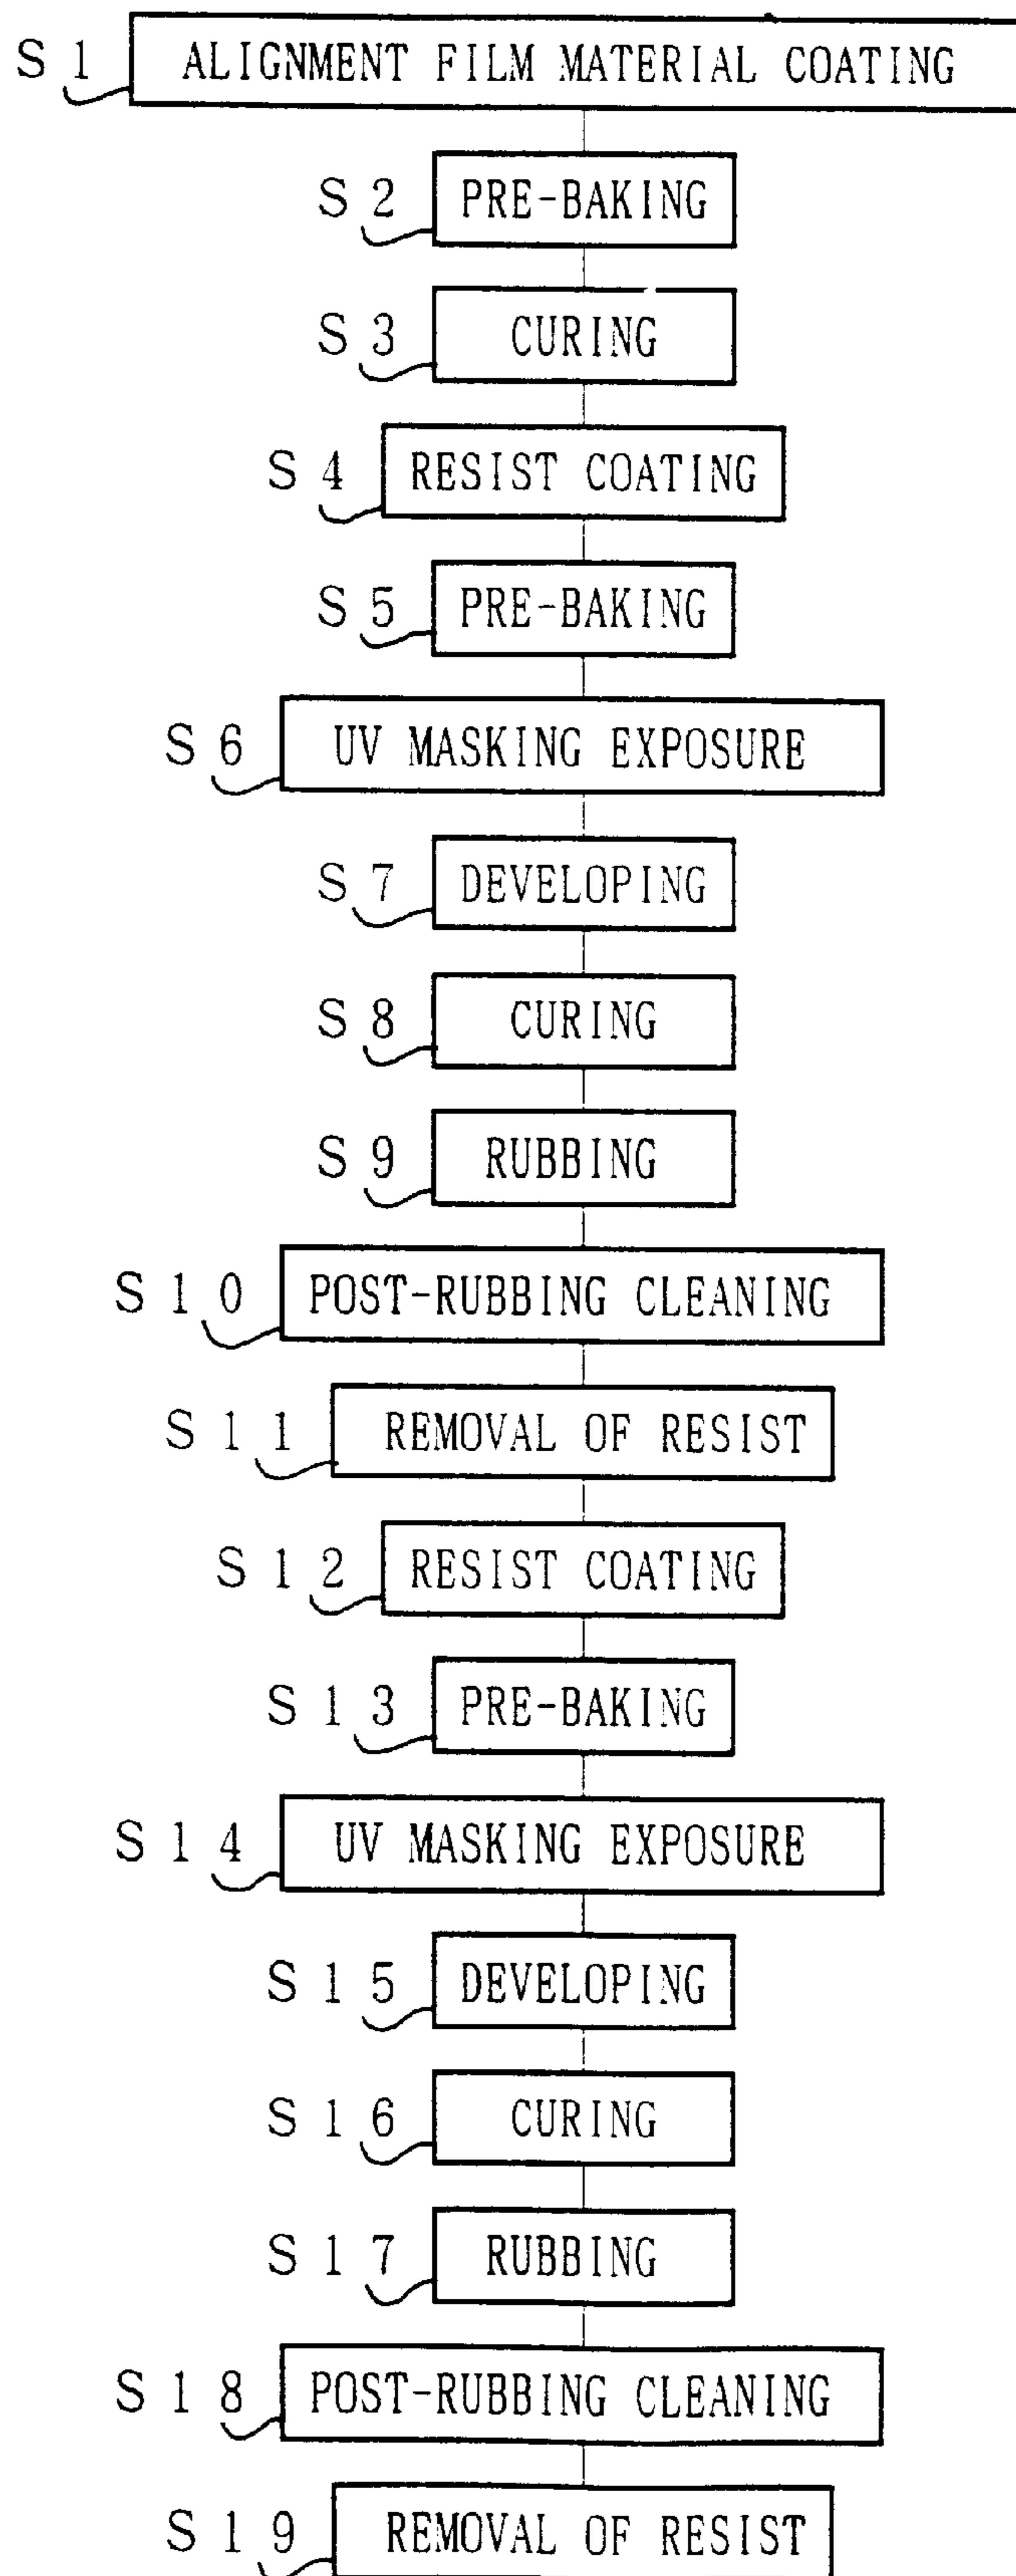 S1 ALIGNMENT FILM MATERIAL COATING
S2 PRE-BAKING
S3 CURING
S4 RESIST COATING
S5 PRE-BAKING
S6 UV MASKING EXPOSURE
S7 DEVELOPING
S8 CURING
S9 RUBBING
S10 POST-RUBBING CLEANING
S11 REMOVAL OF RESIST
S12 RESIST COATING
S13 PRE-BAKING
S14 UV MASKING EXPOSURE
S15 DEVELOPING
S16 CURING
S17 RUBBING
S18 POST-RUBBING CLEANING
S19 REMOVAL OF RESIST